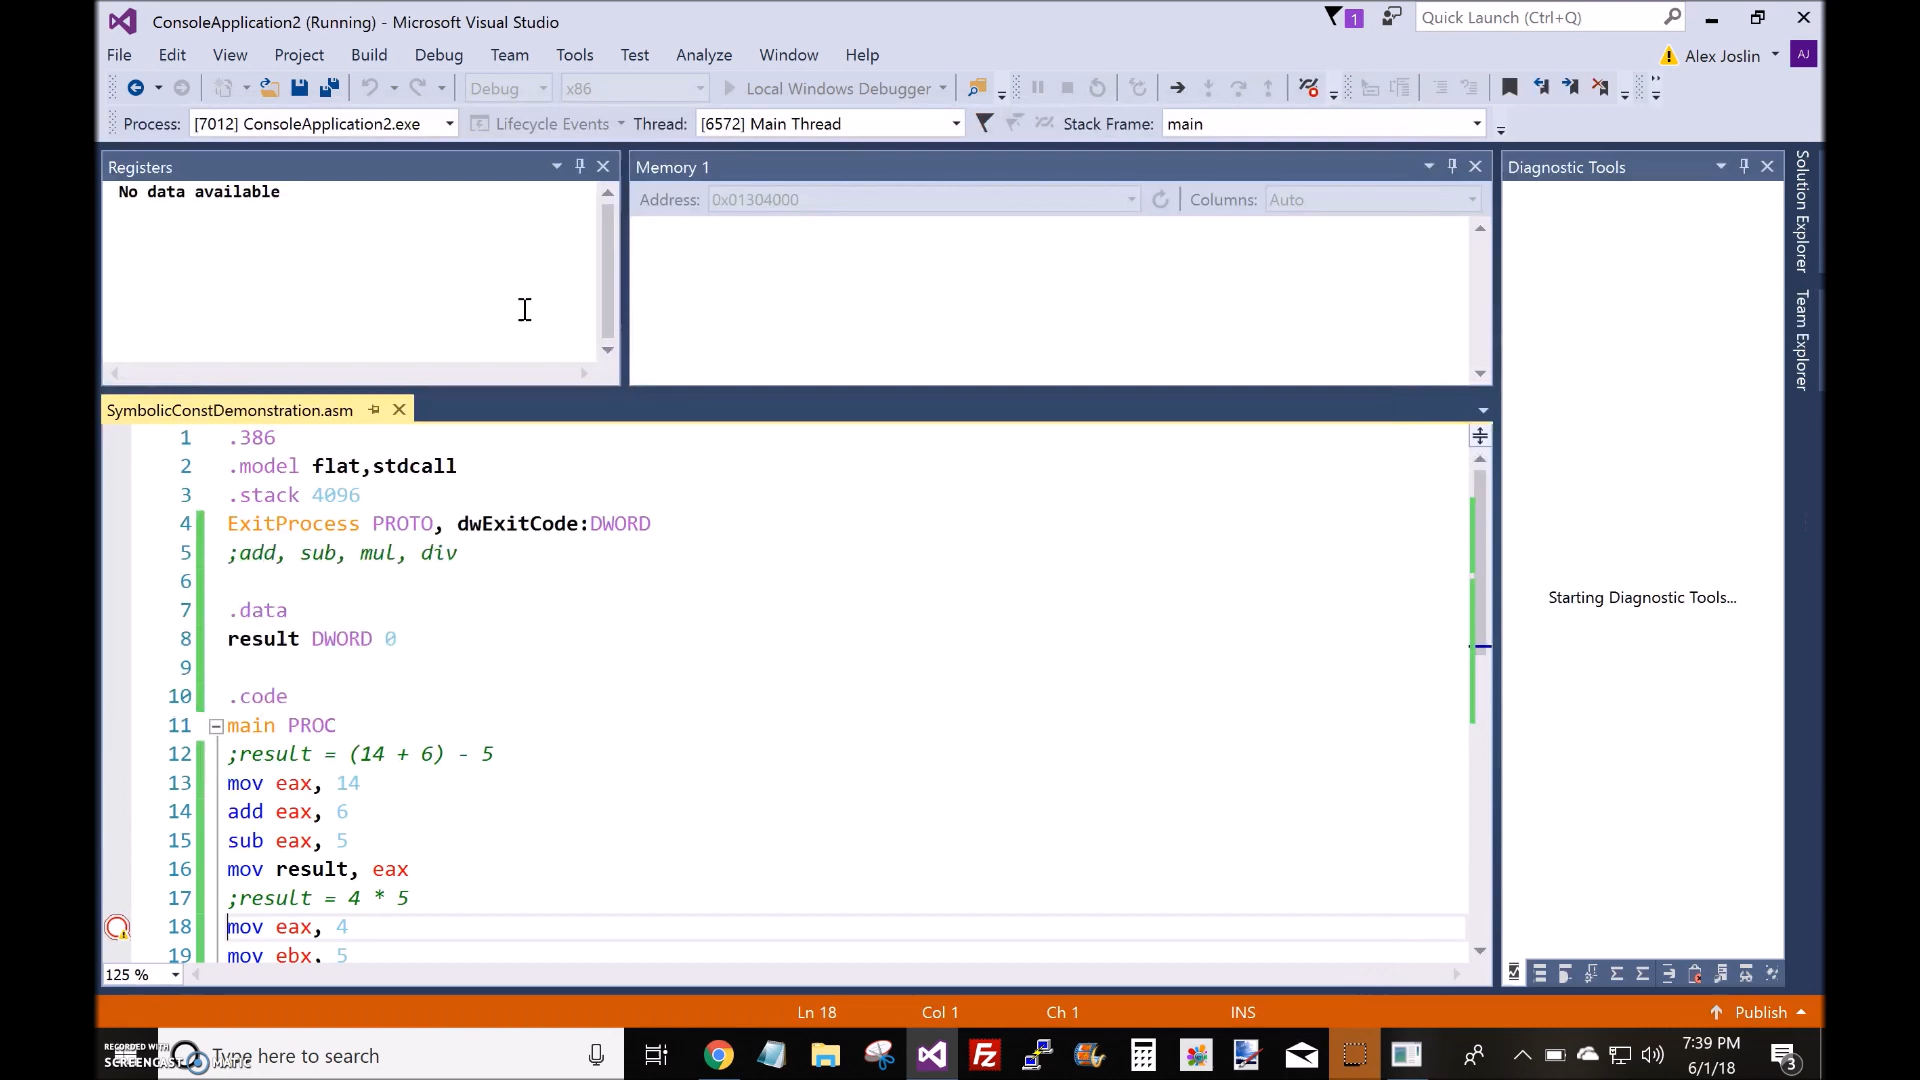 ConsoleApplication2 (Running) - Microsoft Visual Studio
1
Quick Launch (Ctrl+Q)
File Edit View Project Build Debug Team Tools Test Analyze Window Help
Alex Joslin AJ
Debug x86 Local Windows Debugger
Process: [7012] ConsoleApplication2.exe Lifecycle Events Thread: [6572] Main Thread Stack Frame: main
Registers
No data available
Memory 1
Address: 0x01304000 Columns: Auto
Diagnostic Tools
Starting Diagnostic Tools...
Solution Explorer
Team Explorer
SymbolicConstDemonstration.asm
1 .386
2 .model flat,stdcall
3 .stack 4096
4 ExitProcess PROTO, dwExitCode:DWORD
5 ;add, sub, mul, div
6
7 .data
8 result DWORD 0
9
10 .code
11 main PROC
12 ;result = (14 + 6) - 5
13 mov eax, 14
14 add eax, 6
15 sub eax, 5
16 mov result, eax
17 ;result = 4 * 5
18 mov eax, 4
19 mov ebx, 5
125 %
Ln 18 Col 1 Ch 1 INS Publish
RECORDED WITH
SCREENCAST MATIC
Type here to search
7:39 PM
6/1/18
3